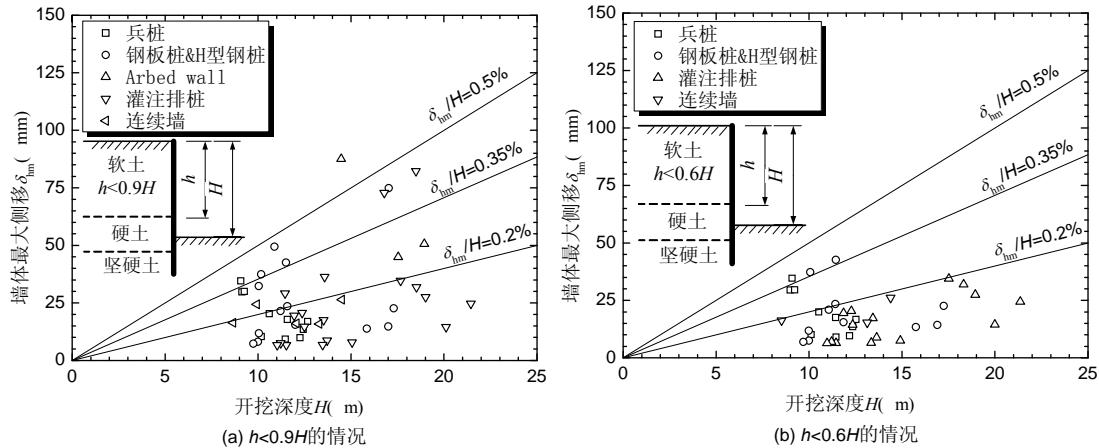 150
125
100
75
50
25
0
0
5
10
15
20
25
墙体最大侧移δhm( mm)
开挖深度H( m)
兵桩
钢板桩&H型钢桩
Arbed wall
灌注排桩
连续墙
软土
h<0.9H
硬土
坚硬土
h
H
δhm/H=0.5%
δhm/H=0.35%
δhm/H=0.2%
(a) h<0.9H的情况
150
125
100
75
50
25
0
0
5
10
15
20
25
墙体最大侧移δhm( mm)
开挖深度H( m)
兵桩
钢板桩&H型钢桩
灌注排桩
连续墙
软土
h<0.6H
硬土
坚硬土
h
H
δhm/H=0.5%
δhm/H=0.35%
δhm/H=0.2%
(b) h<0.6H的情况